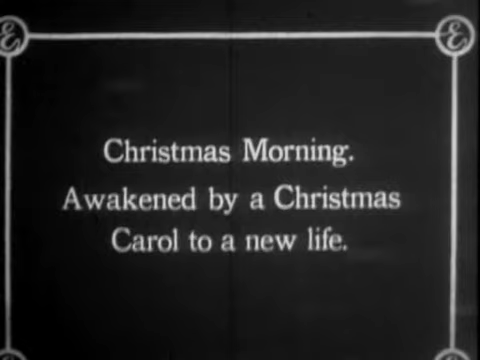 Christmas Morning.
Awakened by a Christmas
Carol to a new life.